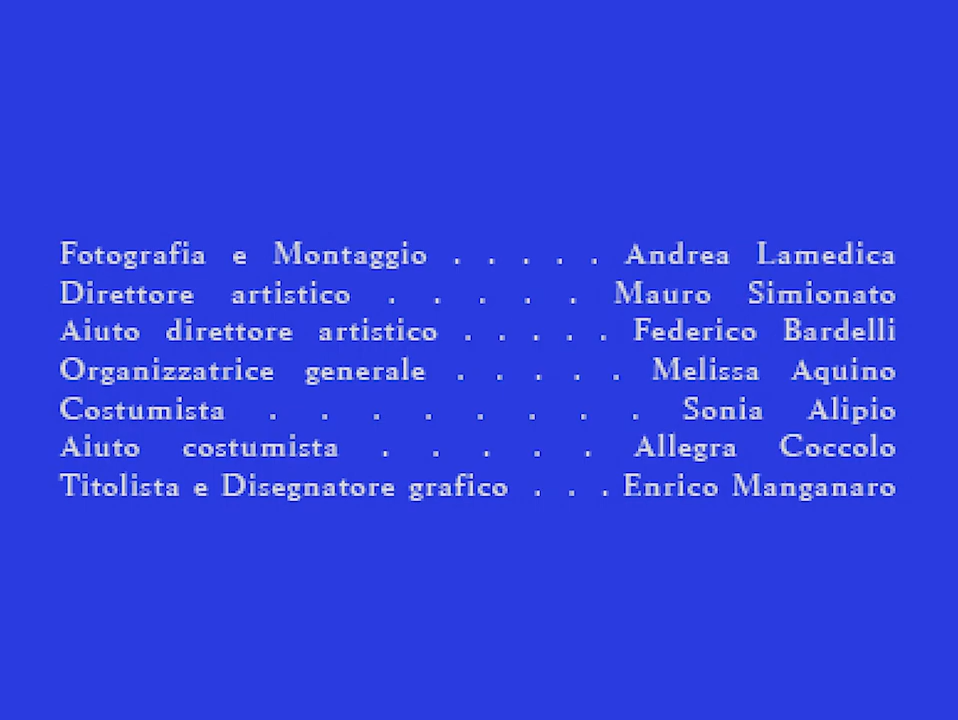 Fotografia e Montaggio . . . . . Andrea Lamedica
Direttore artistico . . . . . Mauro Simionato
Aiuto direttore artistico . . . . . Federico Bardelli
Organizzatrice generale . . . . . Melissa Aquino
Costumista . . . . . . . . Sonia Alipio
Aiuto costumista . . . . . Allegra Coccolo
Titolista e Disegnatore grafico . . . Enrico Manganaro